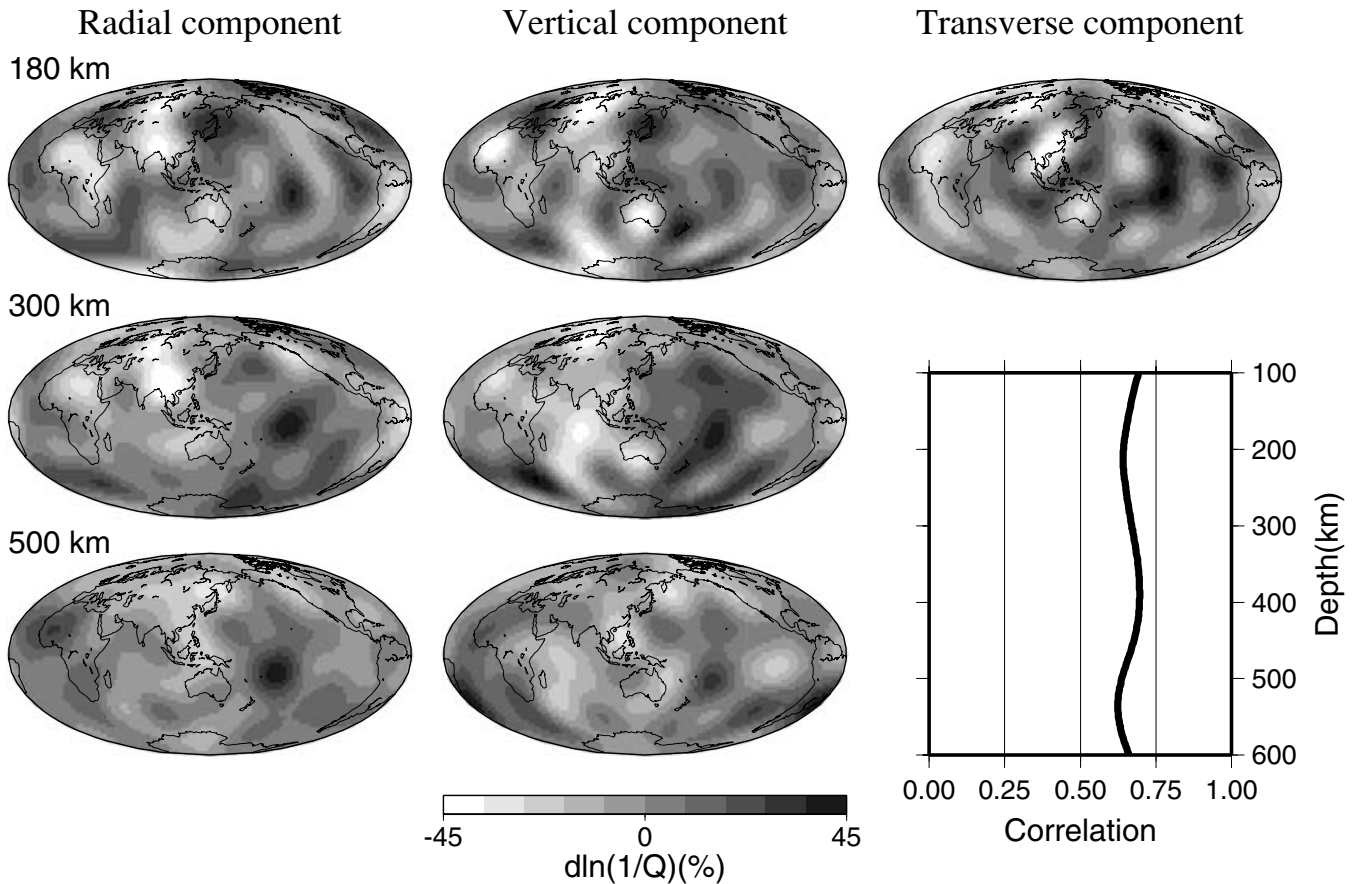 Radial component
Vertical component
Transverse component
180 km
300 km
500 km
100
200
300
400
500
600
Depth(km)
0.00 0.25 0.50 0.75 1.00
Correlation
-45 0 45
dln(1/Q)(%)